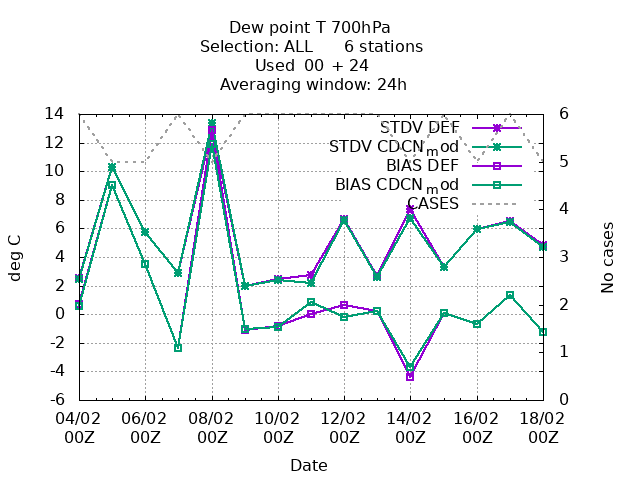 Dew point T 700hPa
Selection: ALL 6 stations
Used 00 + 24
Averaging window: 24h
STDV DEF
STDV CDCN_mod
BIAS DEF
BIAS CDCN_mod
CASES
14
12
10
8
6
4
2
0
-2
-4
-6
6
5
4
3
2
1
0
deg C
No cases
04/02 06/02 08/02 10/02 12/02 14/02 16/02 18/02
00Z 00Z 00Z 00Z 00Z 00Z 00Z 00Z
Date